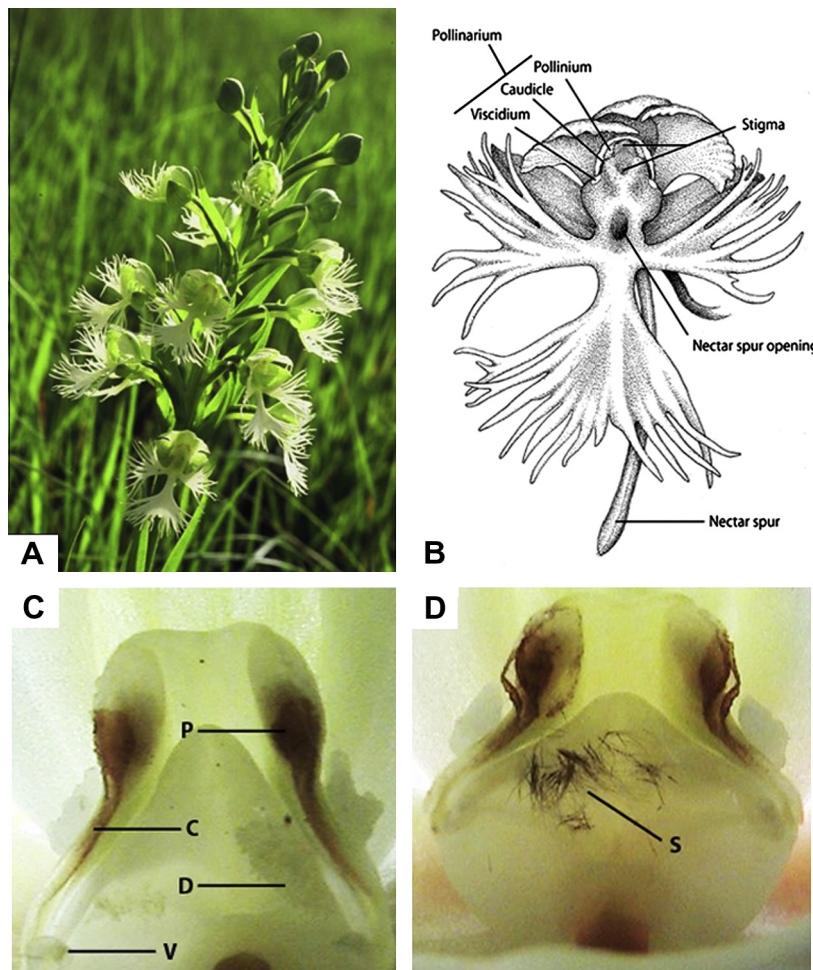 A
B
Pollinarium
Pollinium
Caudicle
Viscidium
Stigma
Nectar spur opening
Nectar spur
C
P
C
D
V
D
S